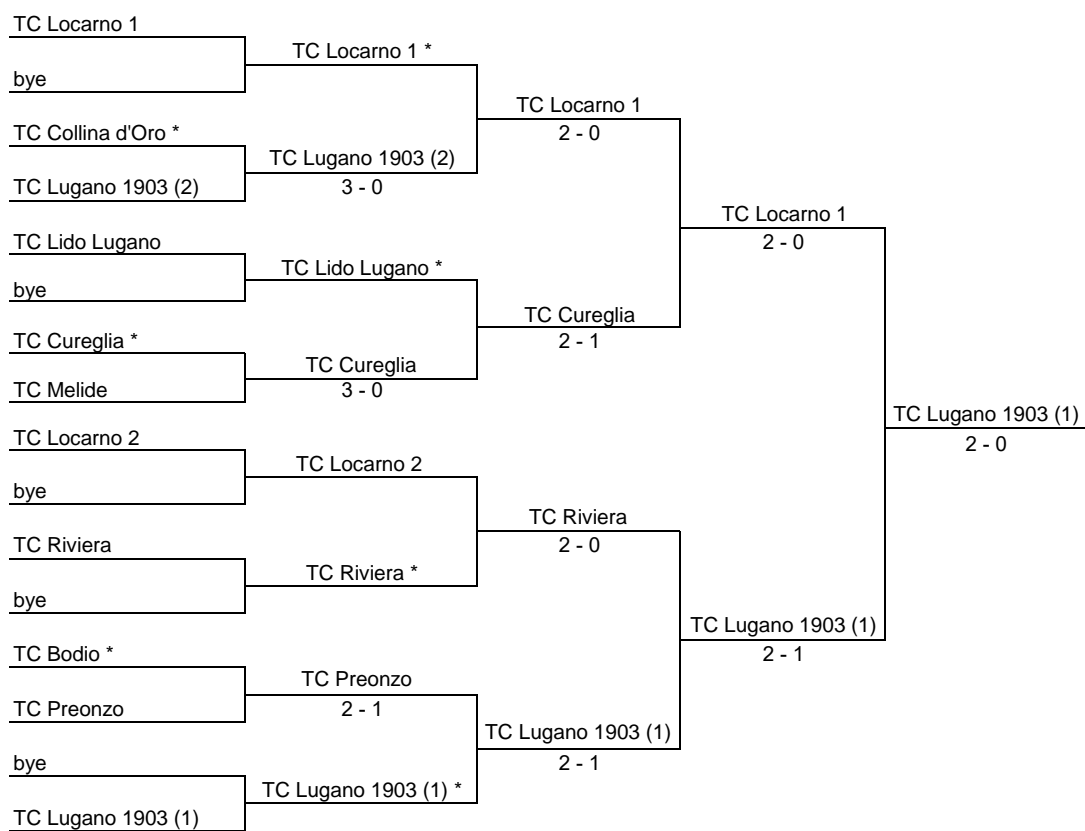 TC Locarno 1
TC Locarno 1 *
bye
TC Locarno 1
2 - 0
TC Collina d'Oro *
TC Lugano 1903 (2)
3 - 0
TC Lugano 1903 (2)
TC Locarno 1
2 - 0
TC Lido Lugano
TC Lido Lugano *
bye
TC Cureglia
2 - 1
TC Cureglia *
TC Cureglia
3 - 0
TC Melide
TC Lugano 1903 (1)
2 - 0
TC Locarno 2
TC Locarno 2
bye
TC Riviera
2 - 0
TC Riviera
TC Riviera *
bye
TC Lugano 1903 (1)
2 - 1
TC Bodio *
TC Preonzo
2 - 1
TC Preonzo
TC Lugano 1903 (1)
2 - 1
bye
TC Lugano 1903 (1) *
TC Lugano 1903 (1)